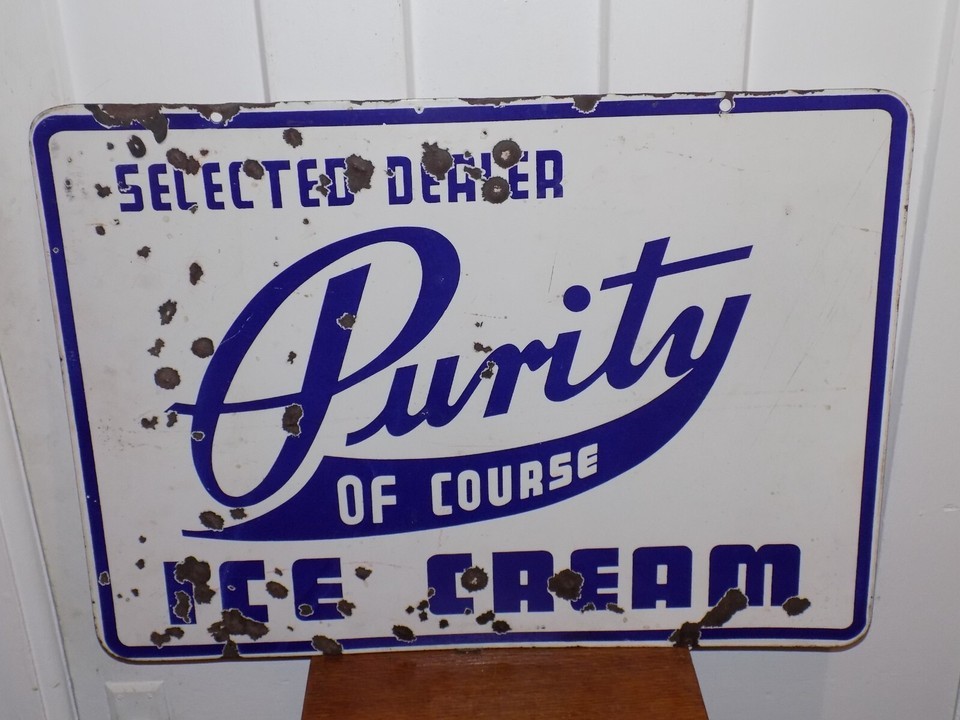 SELECTED DEALER
Purity
OF COURSE
ICE CREAM